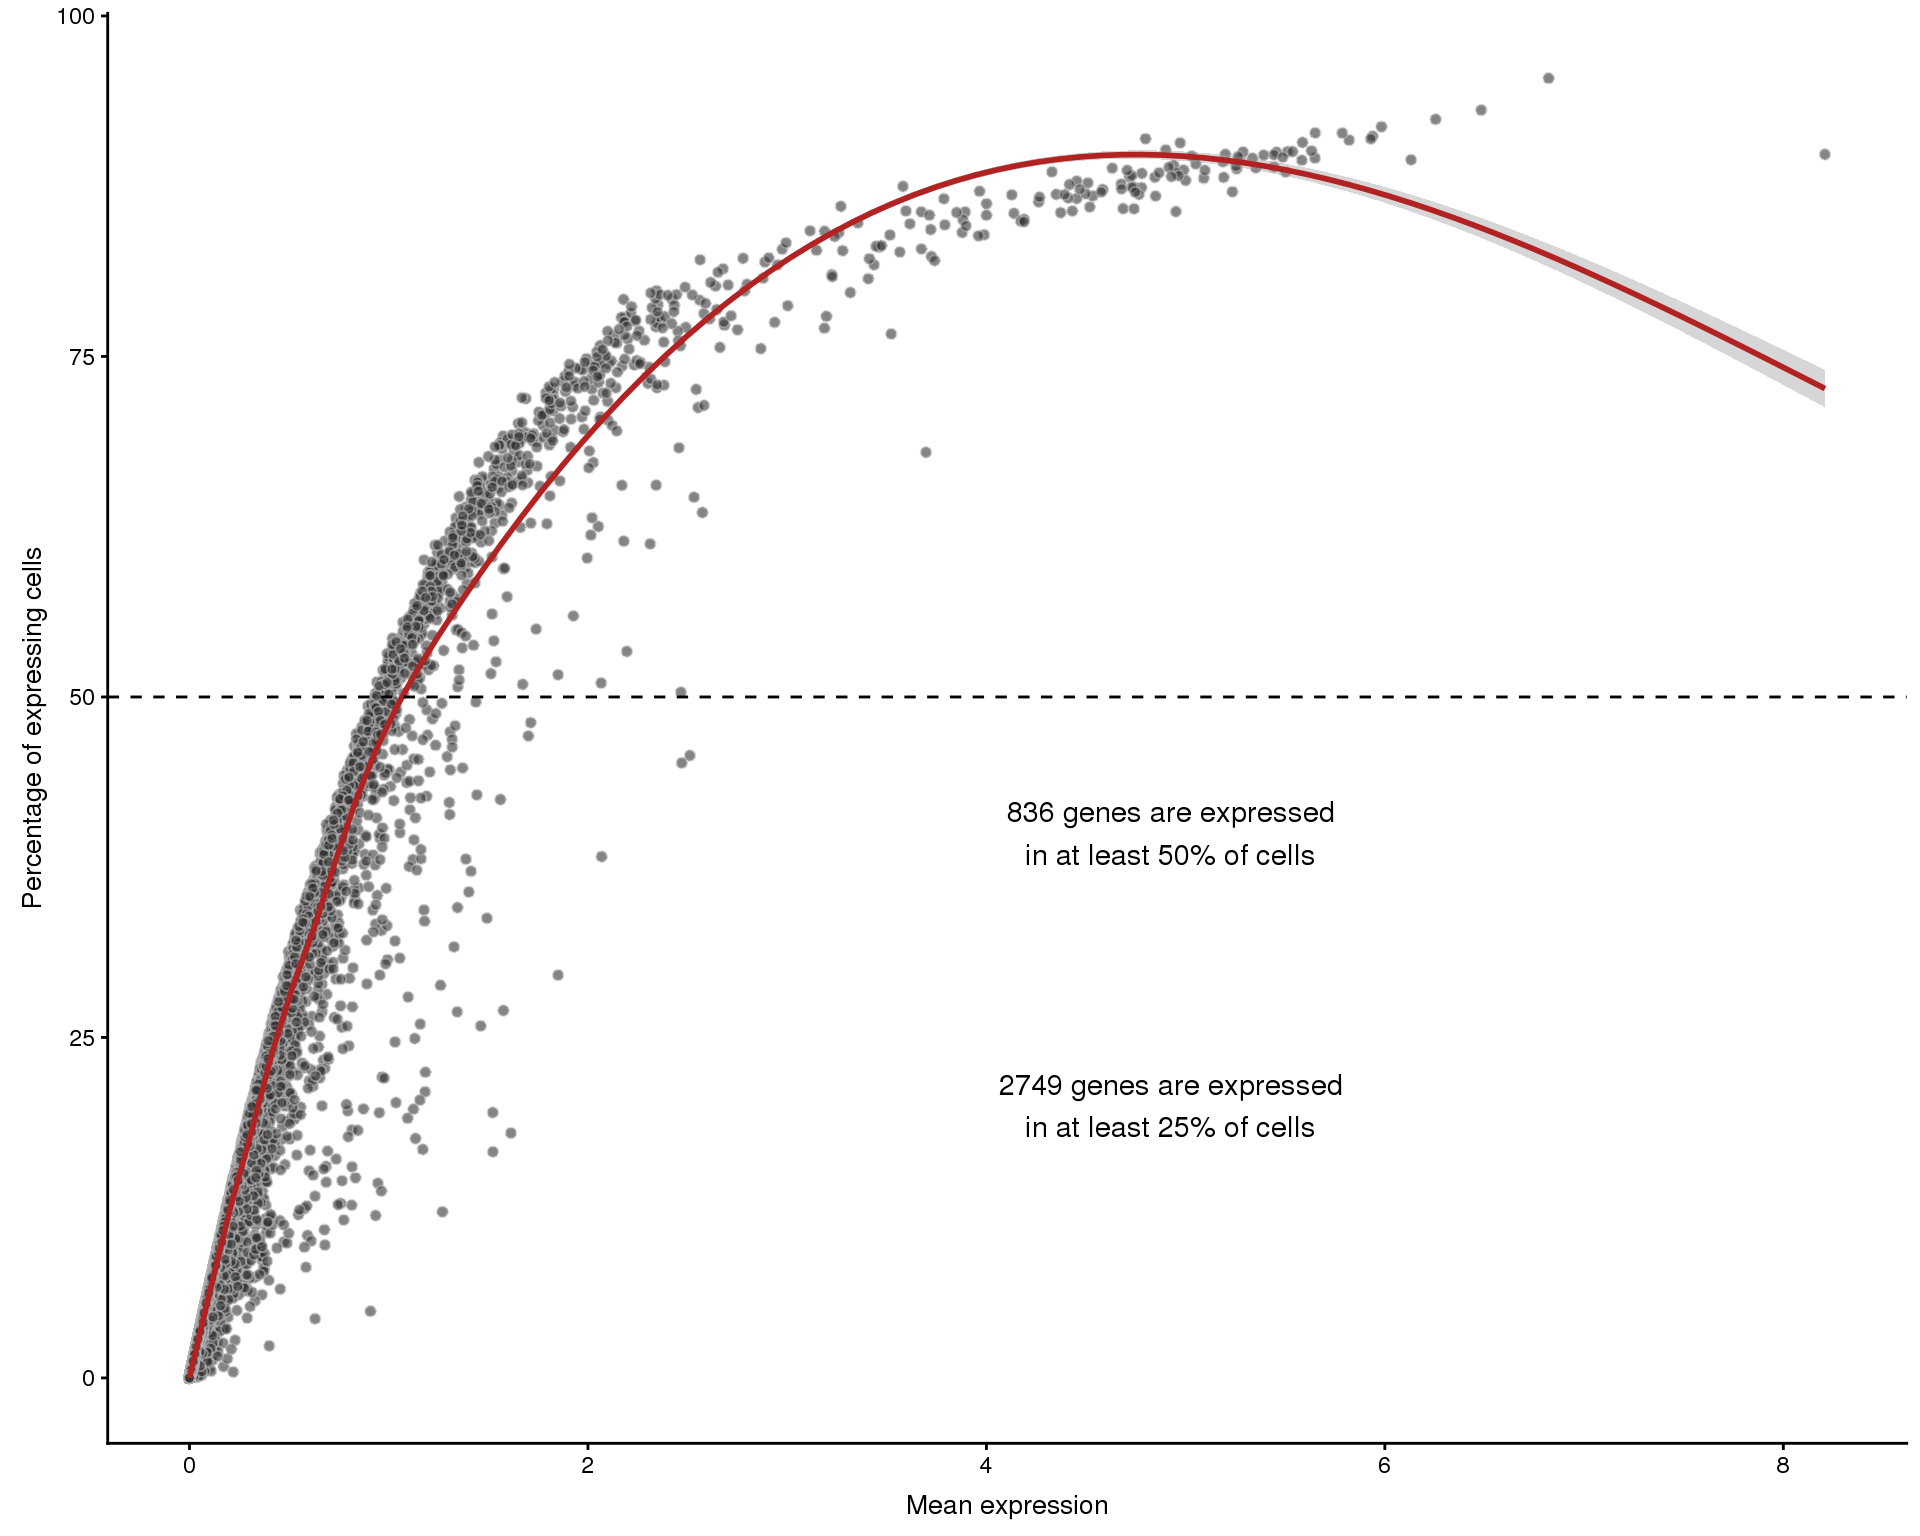 100
75
50
25
0
Percentage of expressing cells
836 genes are expressed
in at least 50% of cells
2749 genes are expressed
in at least 25% of cells
0 2 4 6 8
Mean expression